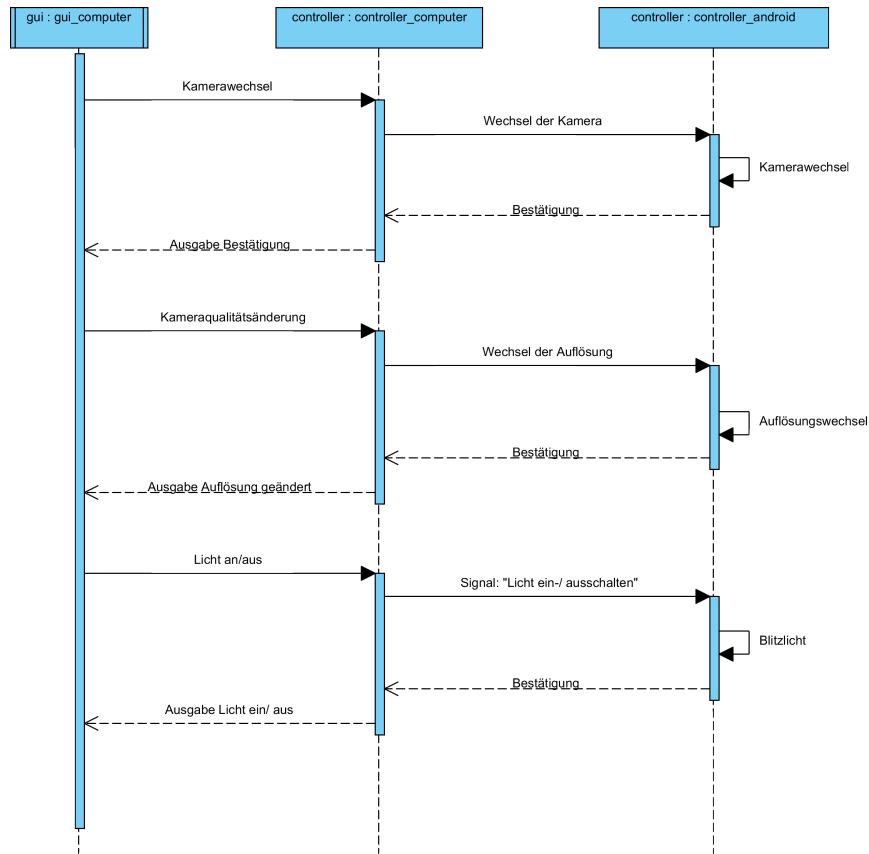 gui : gui_computer
controller : controller_computer
controller : controller_android
Kamerawechsel
Wechsel der Kamera
Kamerawechsel
Bestätigung
Ausgabe Bestätigung
Kameraqualitätsänderung
Wechsel der Auflösung
Auflösungswechsel
Bestätigung
Ausgabe Auflösung geändert
Licht an/aus
Signal: "Licht ein-/ ausschalten"
Blitzlicht
Bestätigung
Ausgabe Licht ein/ aus